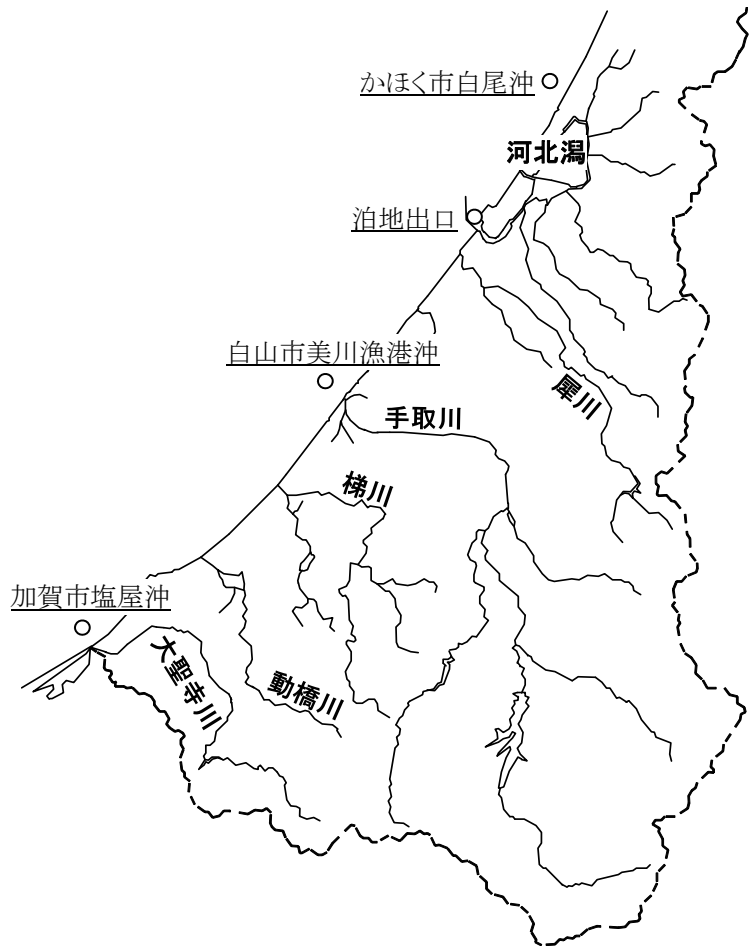 かほく市白尾沖
河北潟
泊地出口
白山市美川漁港沖
犀川
手取川
梯川
加賀市塩屋沖
大聖寺川
動橋川